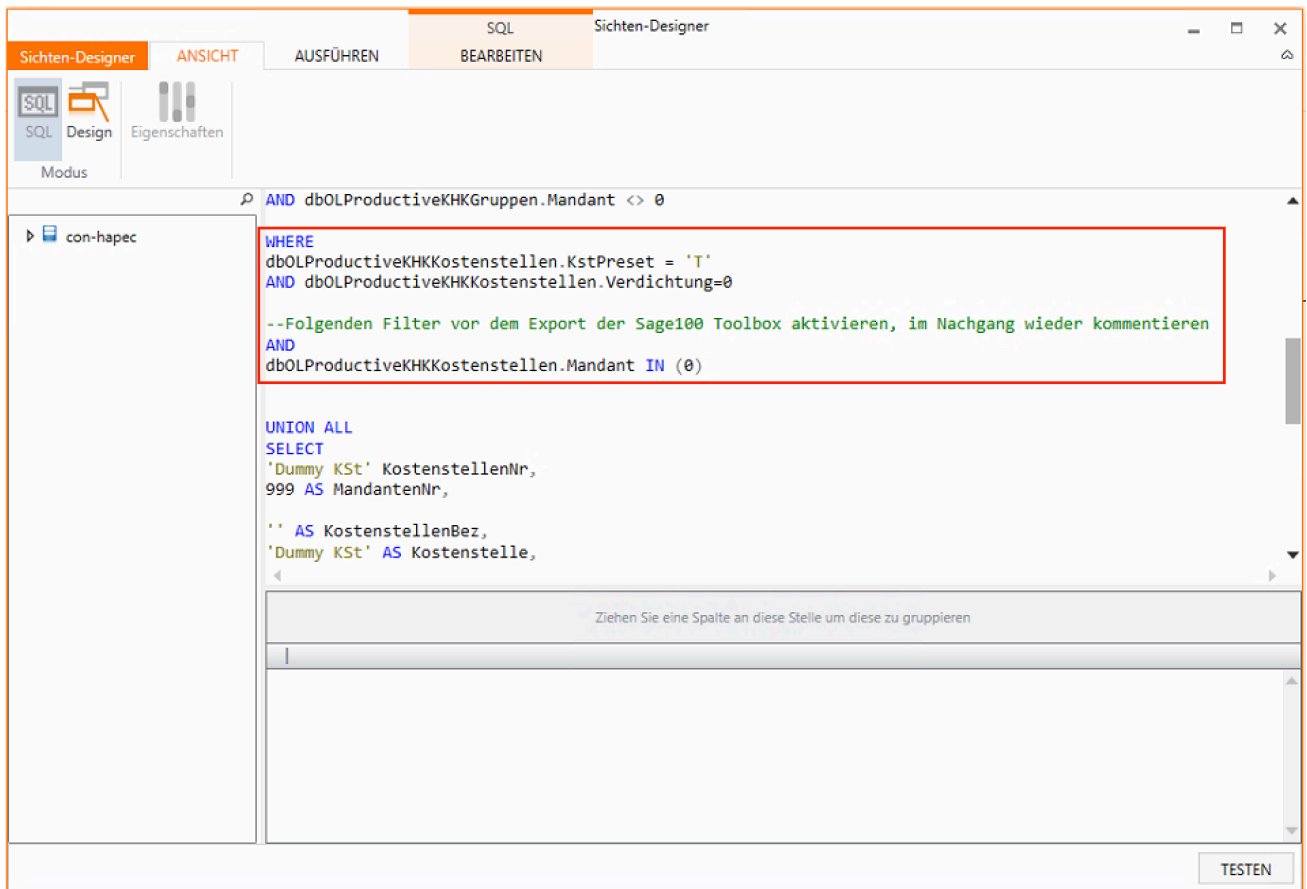 SQL
Sichten-Designer
Sichten-Designer
ANSICHT
AUSFÜHREN
BEARBEITEN
SQL
SQL
Design
Eigenschaften
Modus
con-hapec
AND dbOLProductiveKHKGruppen.Mandant <> 0
WHERE
dbOLProductiveKHKKostenstellen.KstPreset = 'T'
AND dbOLProductiveKHKKostenstellen.Verdichtung=0
--Folgenden Filter vor dem Export der Sage100 Toolbox aktivieren, im Nachgang wieder kommentieren
AND
dbOLProductiveKHKKostenstellen.Mandant IN (0)
UNION ALL
SELECT
'Dummy KSt' KostenstellenNr,
999 AS MandantenNr,
'' AS KostenstellenBez,
'Dummy KSt' AS Kostenstelle,
Ziehen Sie eine Spalte an diese Stelle um diese zu gruppieren
TESTEN